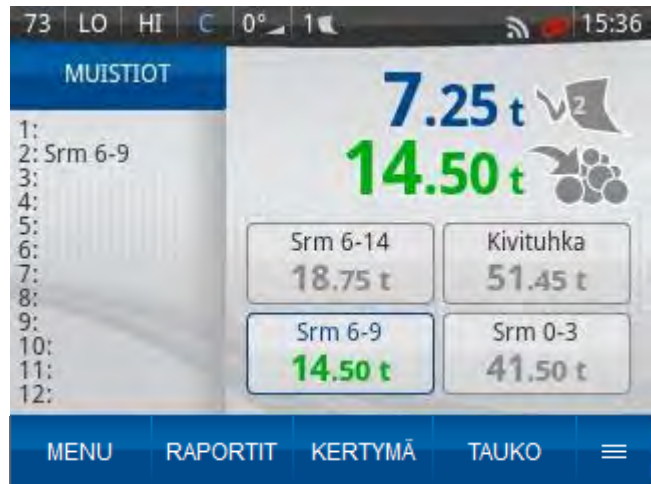 73 LO HI C 0° 1 15:36
MUISTIOT
1:
2: Srm 6-9
3:
4:
5:
6:
7:
8:
9:
10:
11:
12:
7.25 t 2
14.50 t
Srm 6-14
18.75 t
Kivituhka
51.45 t
Srm 6-9
14.50 t
Srm 0-3
41.50 t
MENU RAPORTIT KERTYMÄ TAUKO